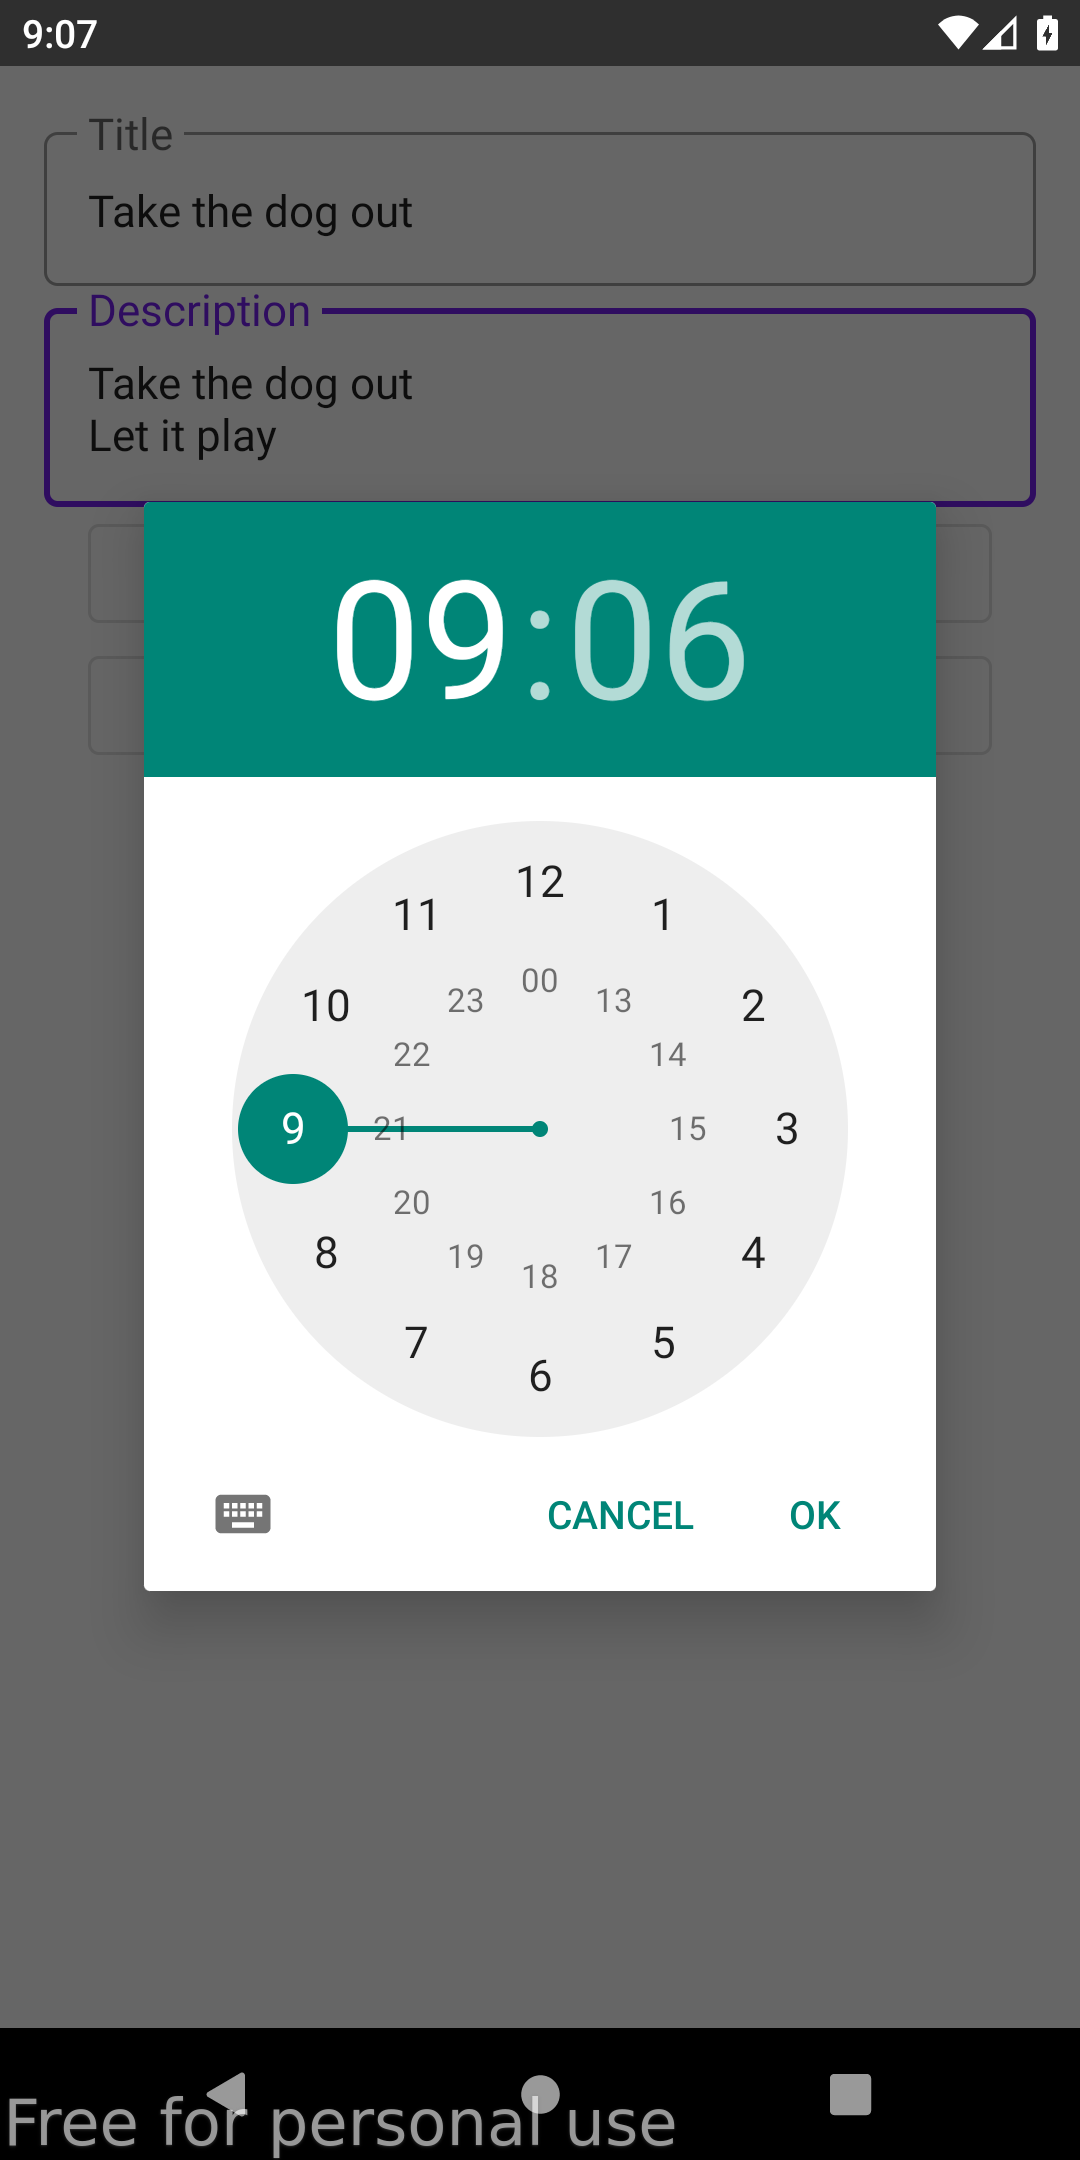 9:07
Title
Take the dog out
Description
Take the dog out
Let it play
09:06
12
11 1
10 23 00 13 2
22 14
9 21 15 3
20 16
8 19 18 17 4
7 5
6
CANCEL OK
Free for personal use